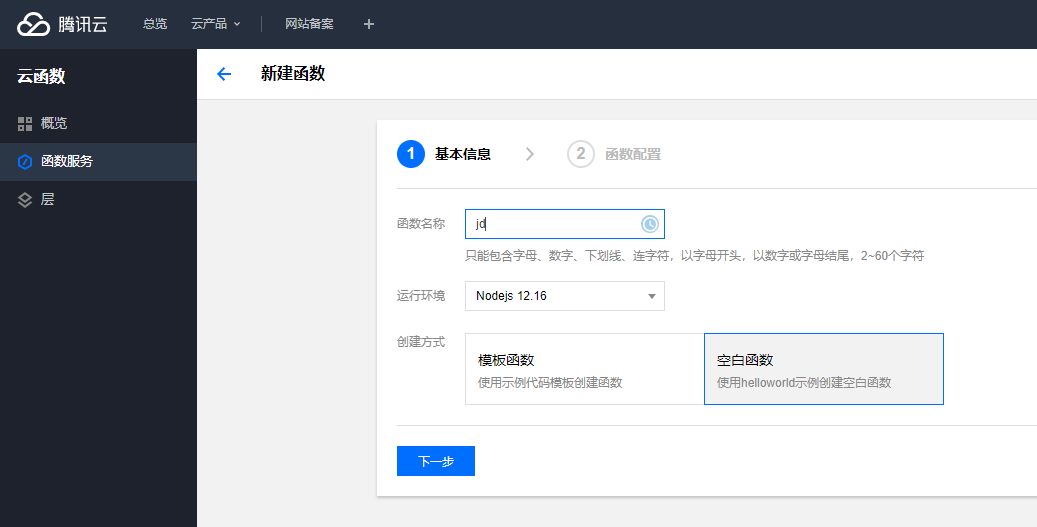 腾讯云 总览 云产品 网站备案 +
云函数
新建函数
概览
函数服务
层
1 基本信息 2 函数配置
函数名称 jd
只能包含字母、数字、下划线、连字符，以字母开头，以数字或字母结尾，2~60个字符
运行环境 Nodejs 12.16
创建方式
模板函数
使用示例代码模板创建函数
空白函数
使用helloworld示例创建空白函数
下一步